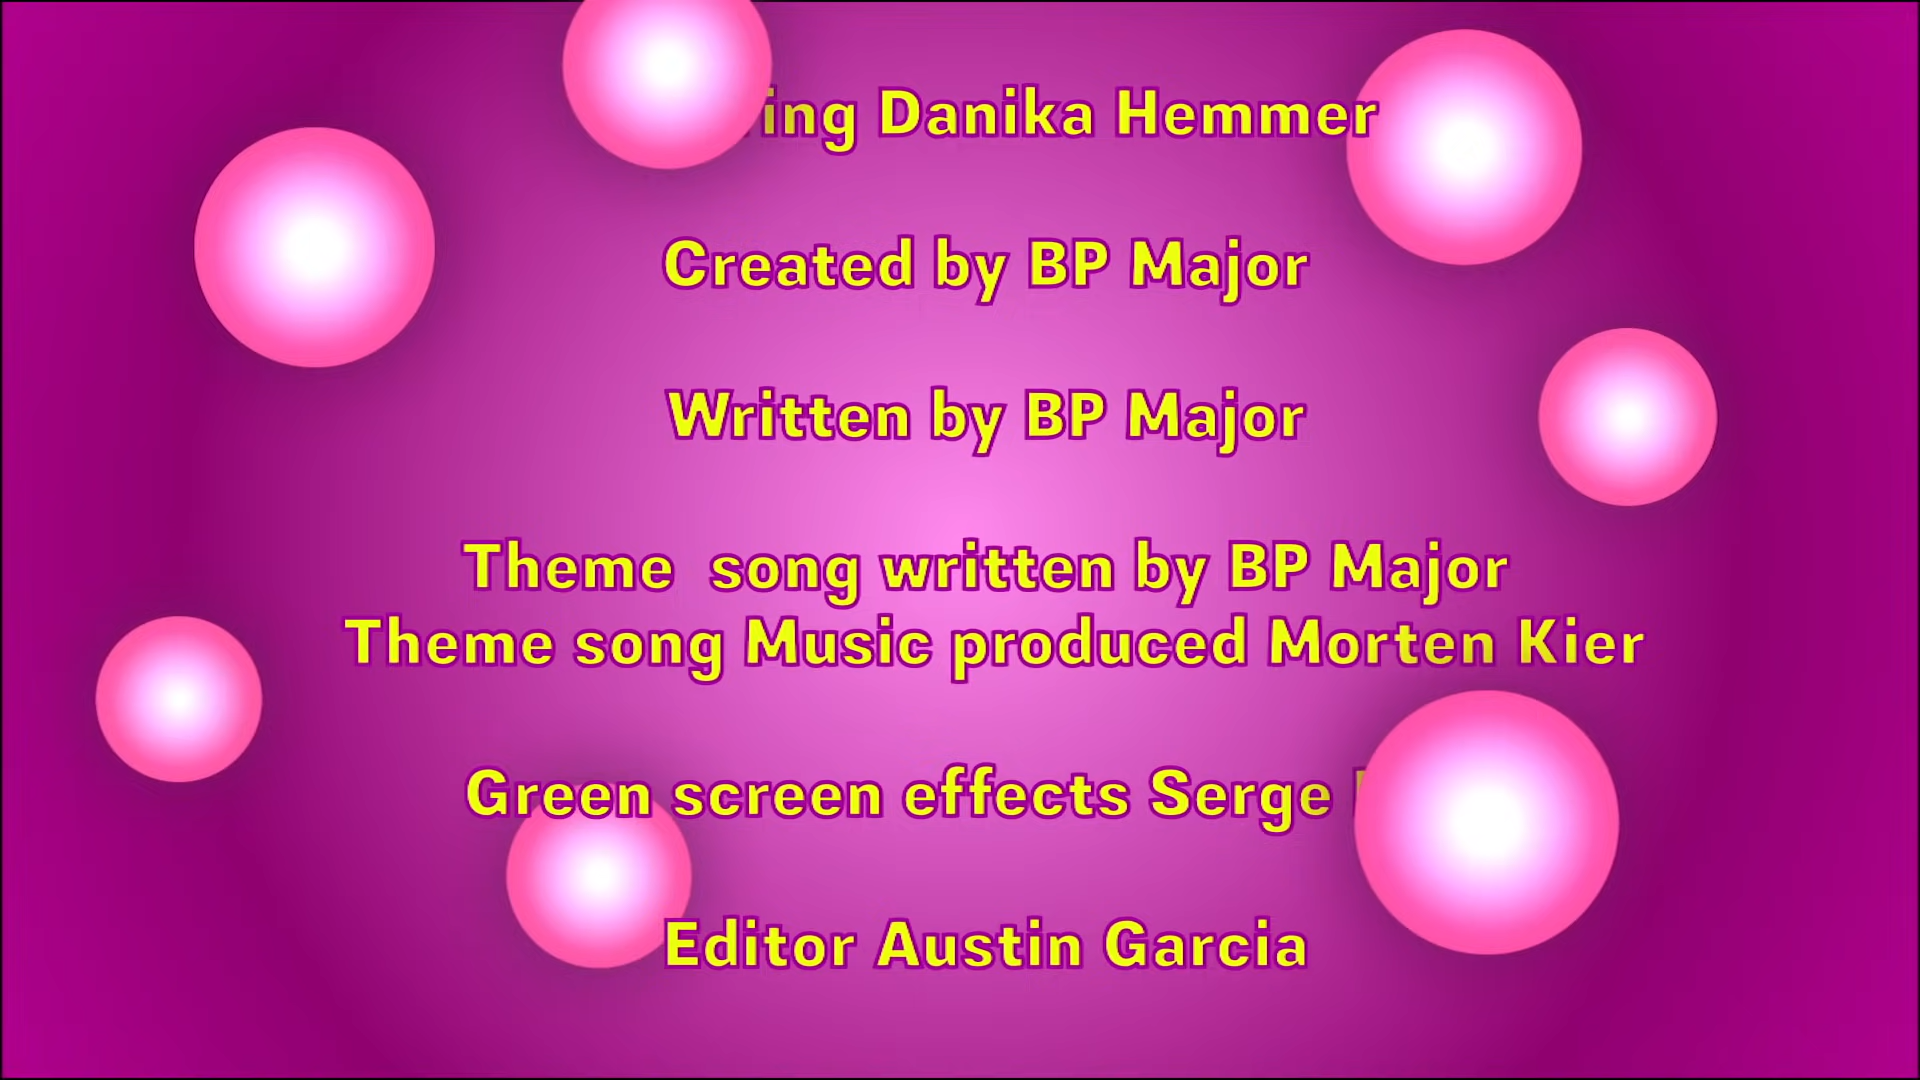 Danika Hemmer
Created by BP Major
Written by BP Major
Theme  song written by BP Major
Theme song Music produced Morten Kier
Green screen effects Serge
Editor Austin Garcia